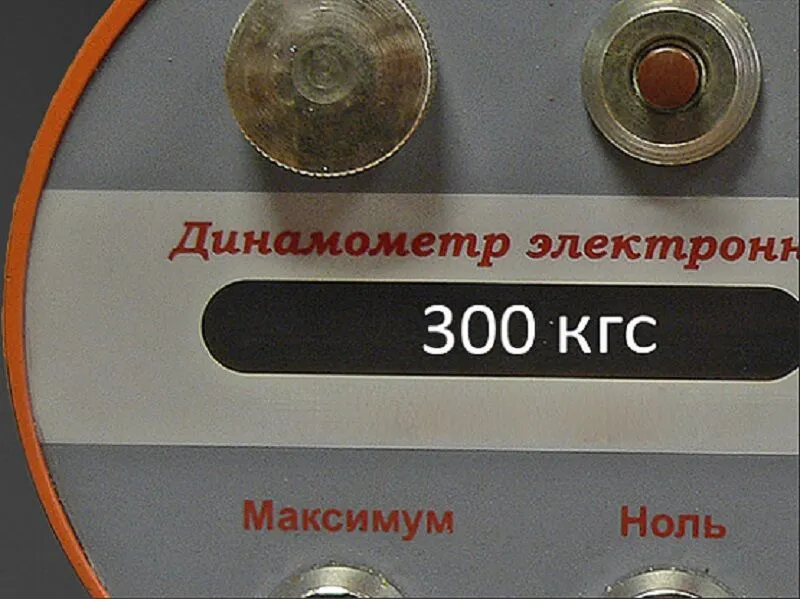 Динамометр электронн
300 кгс
Максимум Ноль